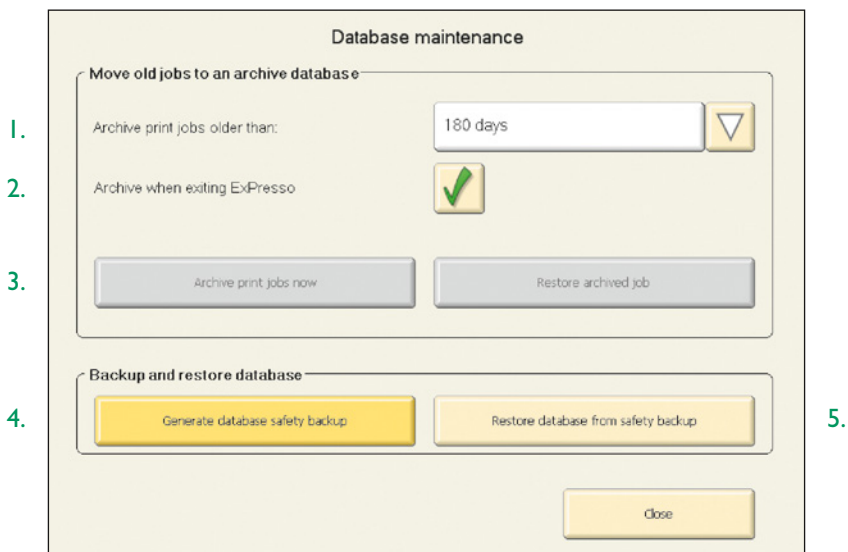 Database maintenance
Move old jobs to an archive database
1. Archive print jobs older than: 180 days
2. Archive when exiting ExPresso
3. Archive print jobs now Restore archived job
Backup and restore database
4. Generate database safety backup Restore database from safety backup 5.
Close